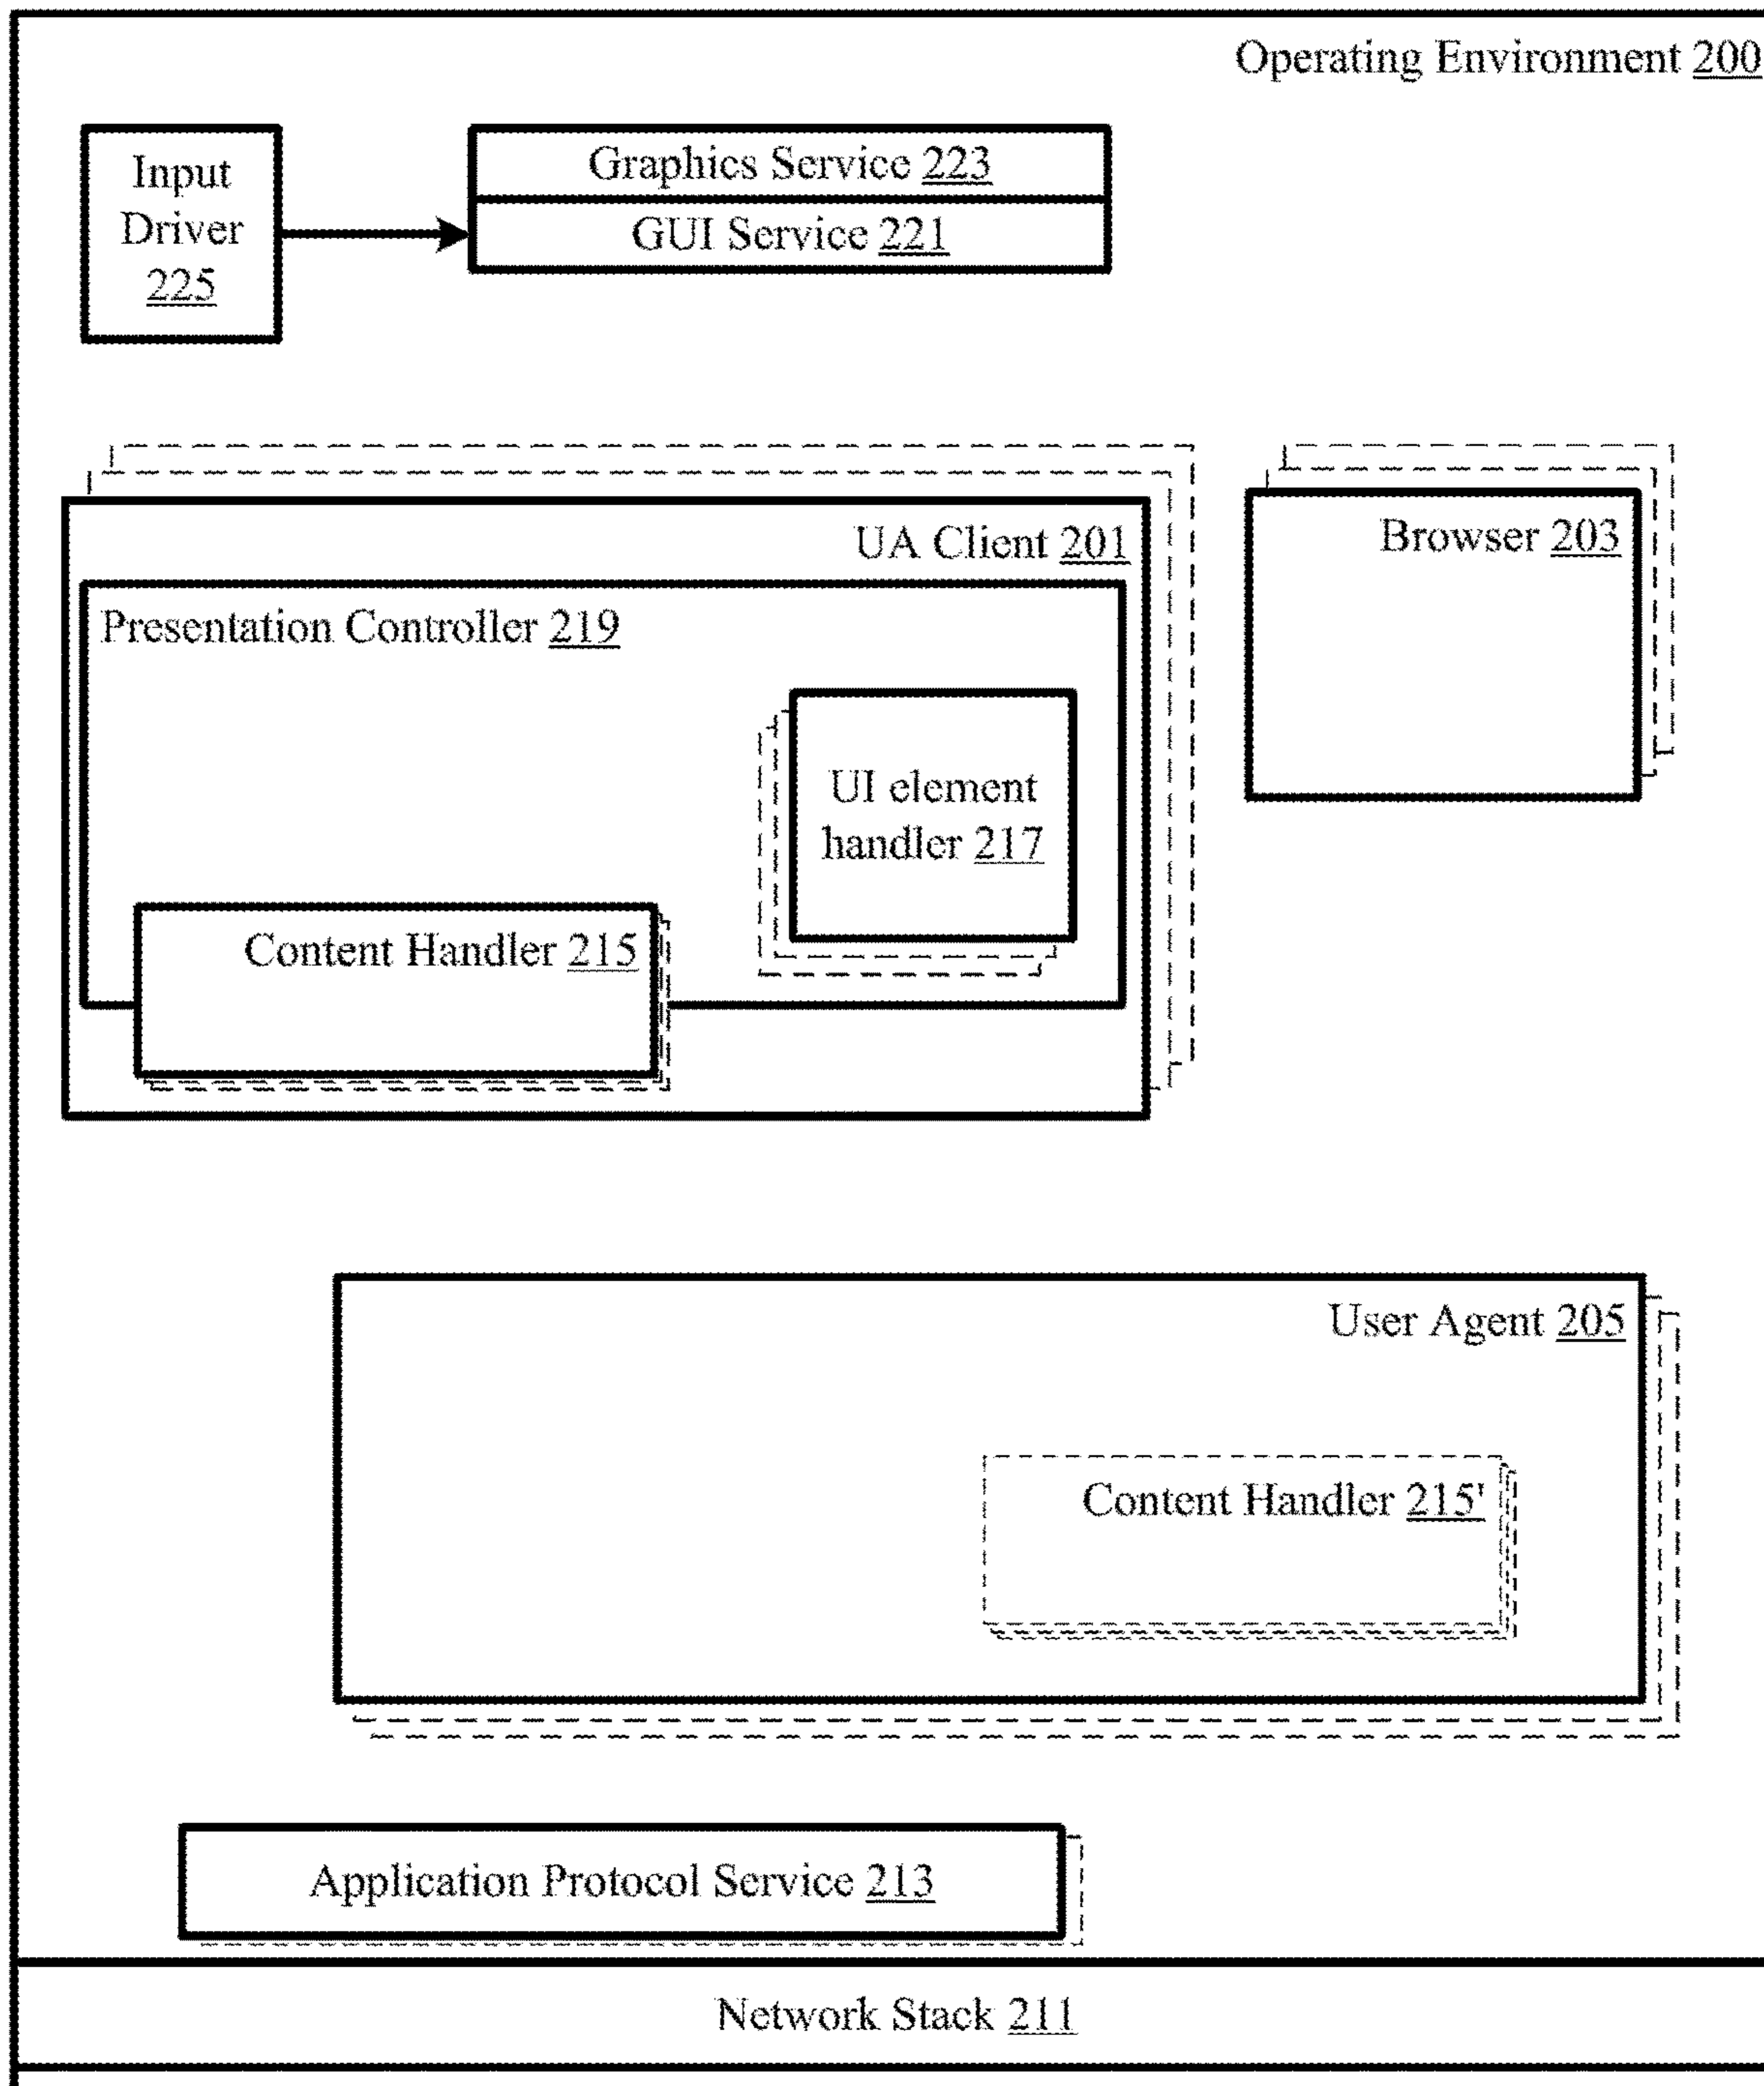 Operating Environment 200
Input
Driver
225
Graphics Service 223
GUI Service 221
UA Client 201
Browser 203
Presentation Controller 219
UI element
handler 217
Content Handler 215
User Agent 205
Content Handler 215'
Application Protocol Service 213
Network Stack 211